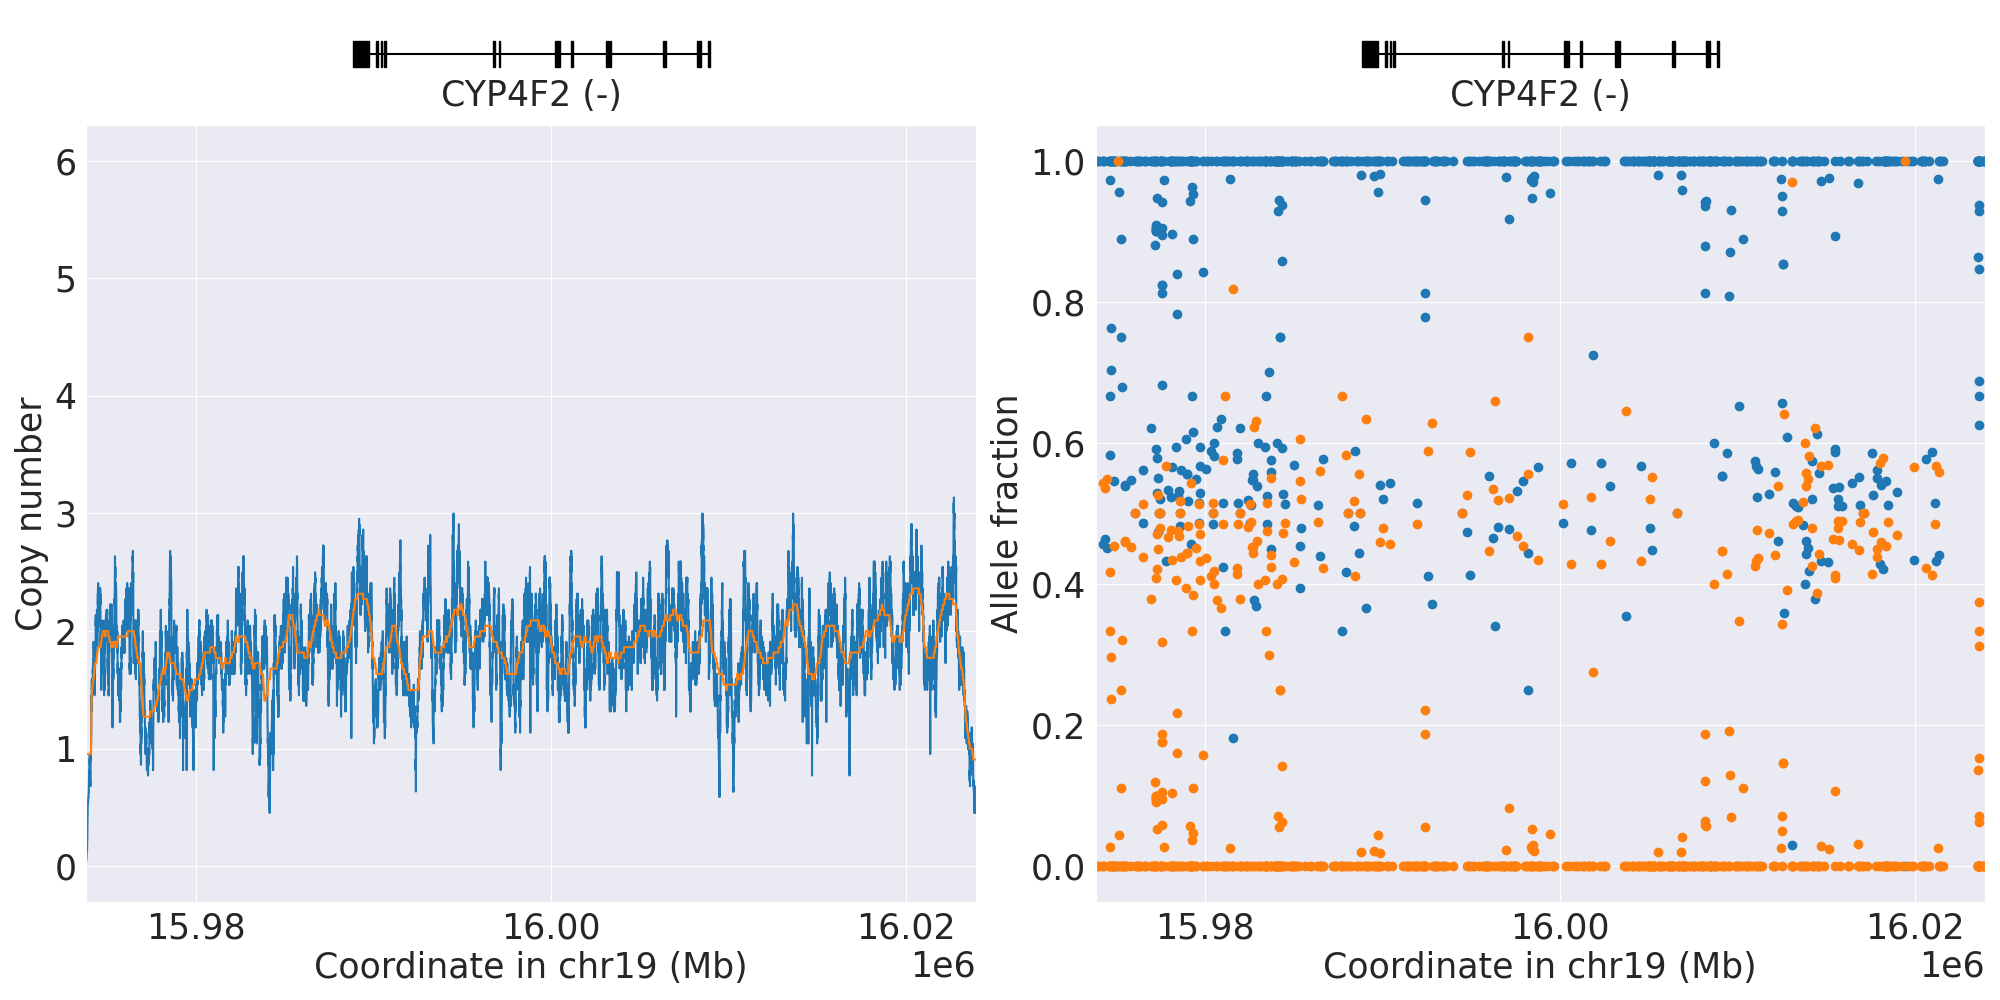 CYP4F2 (-)
Copy number
6
5
4
3
2
1
0
15.98
16.00
16.02
Coordinate in chr19 (Mb)
1e6
CYP4F2 (-)
Allele fraction
1.0
0.8
0.6
0.4
0.2
0.0
15.98
16.00
16.02
Coordinate in chr19 (Mb)
1e6